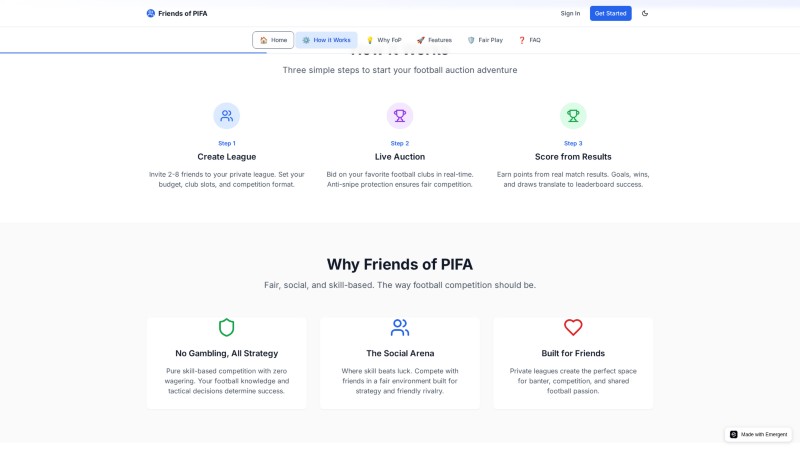 Friends of PIFA
Sign In
Get Started
Home
How it Works
Why FoP
Features
Fair Play
FAQ
How it Works
Three simple steps to start your football auction adventure
Step 1
Create League
Invite 2-8 friends to your private league. Set your
budget, club slots, and competition format.
Step 2
Live Auction
Bid on your favorite football clubs in real-time.
Anti-snipe protection ensures fair competition.
Step 3
Score from Results
Earn points from real match results. Goals, wins,
and draws translate to leaderboard success.
Why Friends of PIFA
Fair, social, and skill-based. The way football competition should be.
No Gambling, All Strategy
Pure skill-based competition with zero
wagering. Your football knowledge and
tactical decisions determine success.
The Social Arena
Where skill beats luck. Compete with
friends in a fair environment built for
strategy and friendly rivalry.
Built for Friends
Private leagues create the perfect space
for banter, competition, and shared
football passion.
Made with Emergent